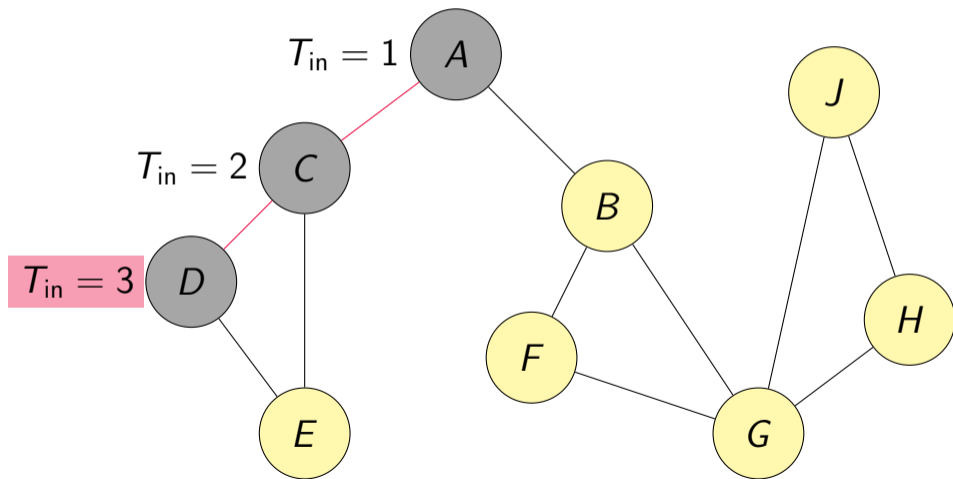 T_in = 1 A
J
T_in = 2 C
B
T_in = 3 D
H
F
E
G